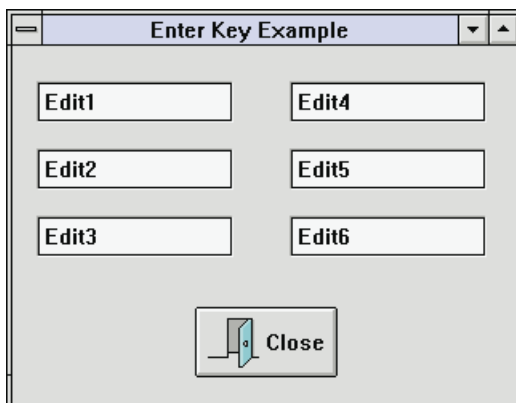 Enter Key Example
Edit1 Edit4
Edit2 Edit5
Edit3 Edit6
Close